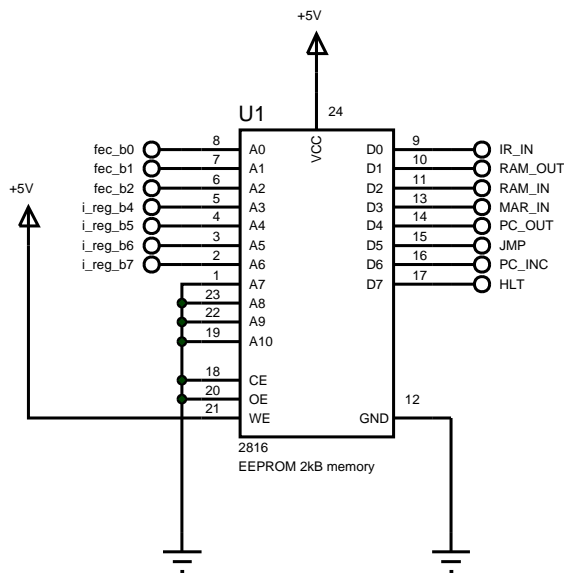 +5V
U1
24
VCC
fec_b0 8 A0 D0 9 IR_IN
fec_b1 7 A1 D1 10 RAM_OUT
fec_b2 6 A2 D2 11 RAM_IN
+5V
i_reg_b4 5 A3 D3 13 MAR_IN
i_reg_b5 4 A4 D4 14 PC_OUT
i_reg_b6 3 A5 D5 15 JMP
i_reg_b7 2 A6 D6 16 PC_INC
1 A7 D7 17 HLT
23 A8
22 A9
19 A10
18 CE
20 OE
21 WE GND 12
2816
EEPROM 2kB memory